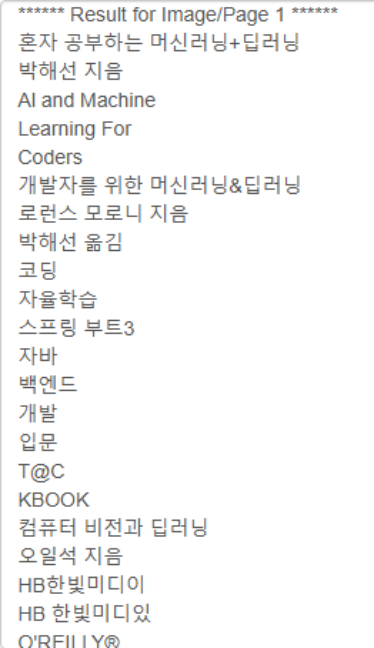 ****** Result for Image/Page 1 ******
혼자 공부하는 머신러닝+딥러닝
박해선 지음
AI and Machine
Learning For
Coders
개발자를 위한 머신러닝&딥러닝
로런스 모로니 지음
박해선 옮김
코딩
자율학습
스프링 부트3
자바
백엔드
개발
입문
T@C
KBOOK
컴퓨터 비전과 딥러닝
오일석 지음
HB한빛미디이
HB 한빛미디있
O'REILLY®